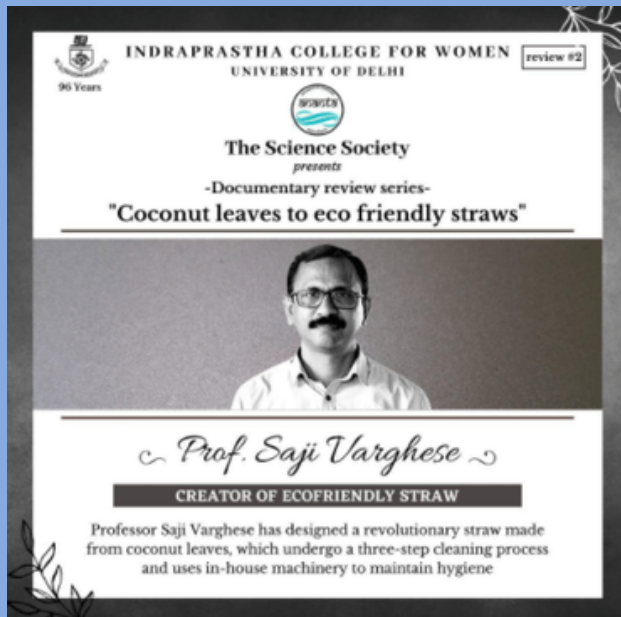 INDRAPRASTHA COLLEGE FOR WOMEN
review #2
UNIVERSITY OF DELHI
96 Years
ananta
The Science Society
presents
-Documentary review series-
"Coconut leaves to eco friendly straws"
Prof. Saji Varghese
CREATOR OF ECOFRIENDLY STRAW
Professor Saji Varghese has designed a revolutionary straw made
from coconut leaves, which undergo a three-step cleaning process
and uses in-house machinery to maintain hygiene